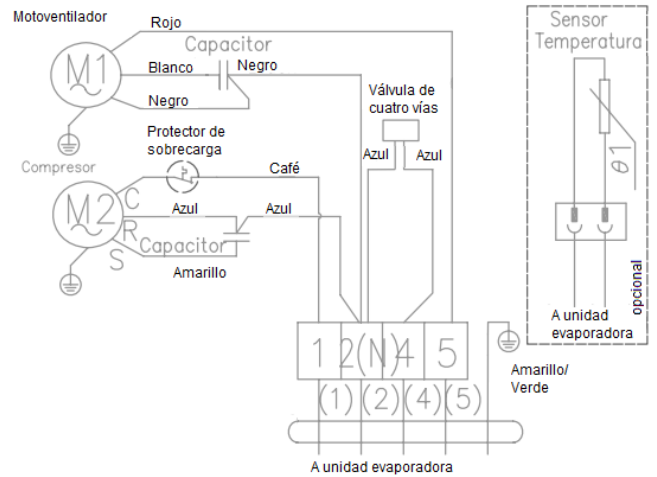 Motoventilador
Rojo
Capacitor
M1
Blanco
Negro
Negro
Válvula de
cuatro vías
Protector de
sobrecarga
Azul
Azul
Compresor
Café
M2
C
R
S
Azul
Azul
Capacitor
Amarillo
1
2(N)
4
5
(1)
(2)
(4)
(5)
Amarillo/
Verde
A unidad evaporadora
Sensor
Temperatura
θ1
A unidad
evaporadora
opcional